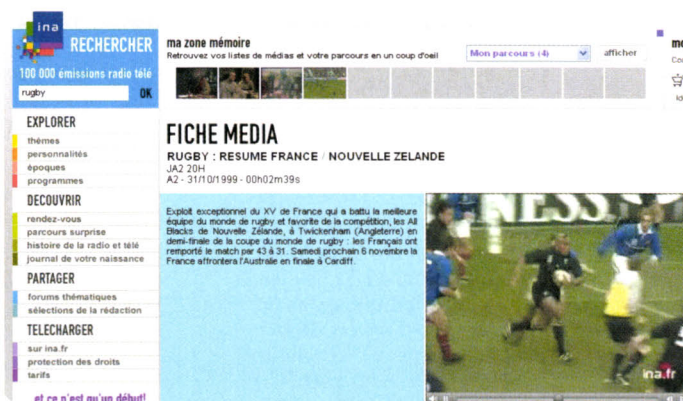 ina
RECHERCHER
100 000 émissions radio télé
rugby OK
EXPLORER
thèmes
personnalités
époques
programmes
DECOUVRIR
rendez-vous
parcours surprise
histoire de la radio et télé
journal de votre naissance
PARTAGER
forums thématiques
sélections de la rédaction
TELECHARGER
sur ina.fr
protection des droits
tarifs
et ce n'est qu'un début!
ma zone mémoire
Retrouvez vos listes de médias et votre parcours en un coup d'oeil
Mon parcours (4) afficher
FICHE MEDIA
RUGBY : RESUME FRANCE / NOUVELLE ZELANDE
JA2 20H
A2 - 31/10/1999 - 00h02m39s
Exploit exceptionnel du XV de France qui a battu la meilleure
équipe du monde de rugby et favorite de la compétition, les All
Blacks de Nouvelle Zélande, à Twickenham (Angleterre) en
demi-finale de la coupe du monde de rugby : les Français ont
remporté le match par 43 à 31. Samedi prochain 6 novembre la
France affrontera l'Australie en finale à Cardiff.
NESS.
ina.fr